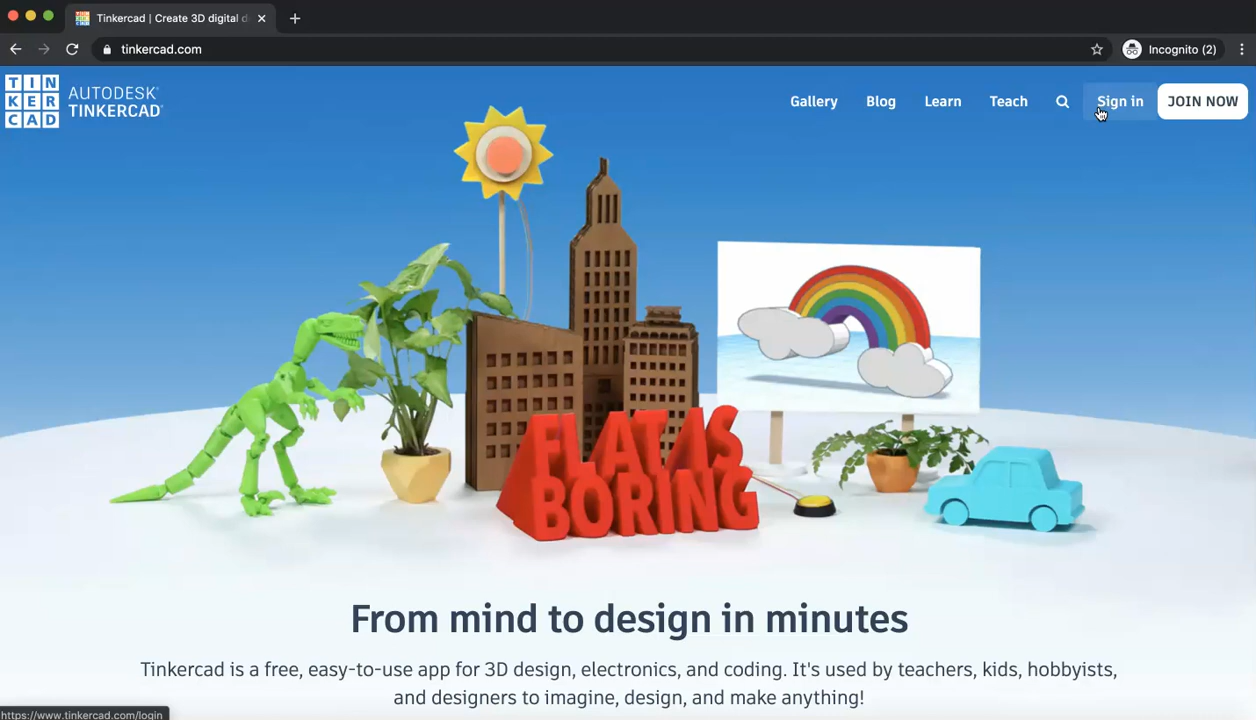 Tinkercad | Create 3D digital d
tinkercad.com
Incognito (2)
TIN
KER
CAD
AUTODESK®
TINKERCAD®
Gallery
Blog
Learn
Teach
Sign in
JOIN NOW
FLAT IS
BORING
From mind to design in minutes
Tinkercad is a free, easy-to-use app for 3D design, electronics, and coding. It's used by teachers, kids, hobbyists,
and designers to imagine, design, and make anything!
https://www.tinkercad.com/login